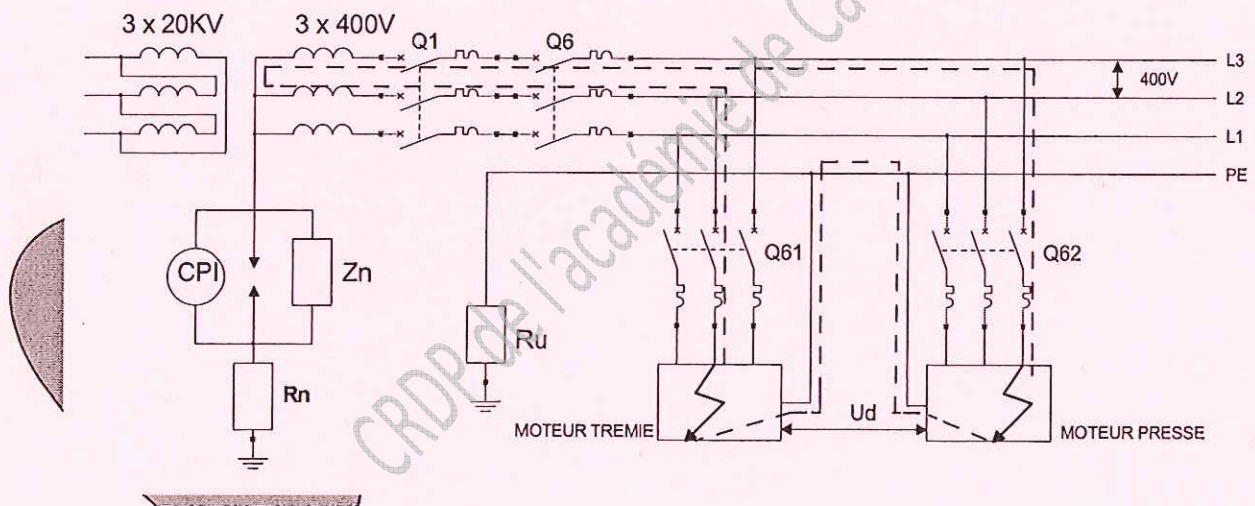 3 x 20KV
3 x 400V
Q1
Q6
L3
400V
L2
L1
PE
CPI
Zn
Rn
Ru
Q61
Q62
Ud
MOTEUR TREMIE
MOTEUR PRESSE
CRDP de l'académie de Ca